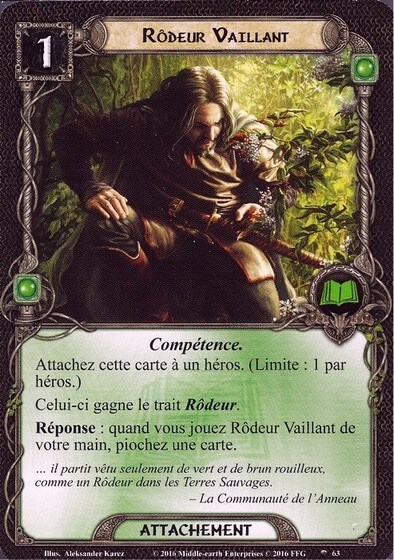 1
Rôdeur Vaillant
Compétence.
Attachez cette carte à un héros. (Limite : 1 par
héros.)
Celui-ci gagne le trait Rôdeur.
Réponse : quand vous jouez Rôdeur Vaillant de
votre main, piochez une carte.
... il partit vêtu seulement de vert et de brun rouilleux,
comme un Rôdeur dans les Terres Sauvages.
– La Communauté de l'Anneau
ATTACHEMENT
Illus. Aleksander Karcz © 2016 Middle-earth Enterprises © 2016 FFG 63